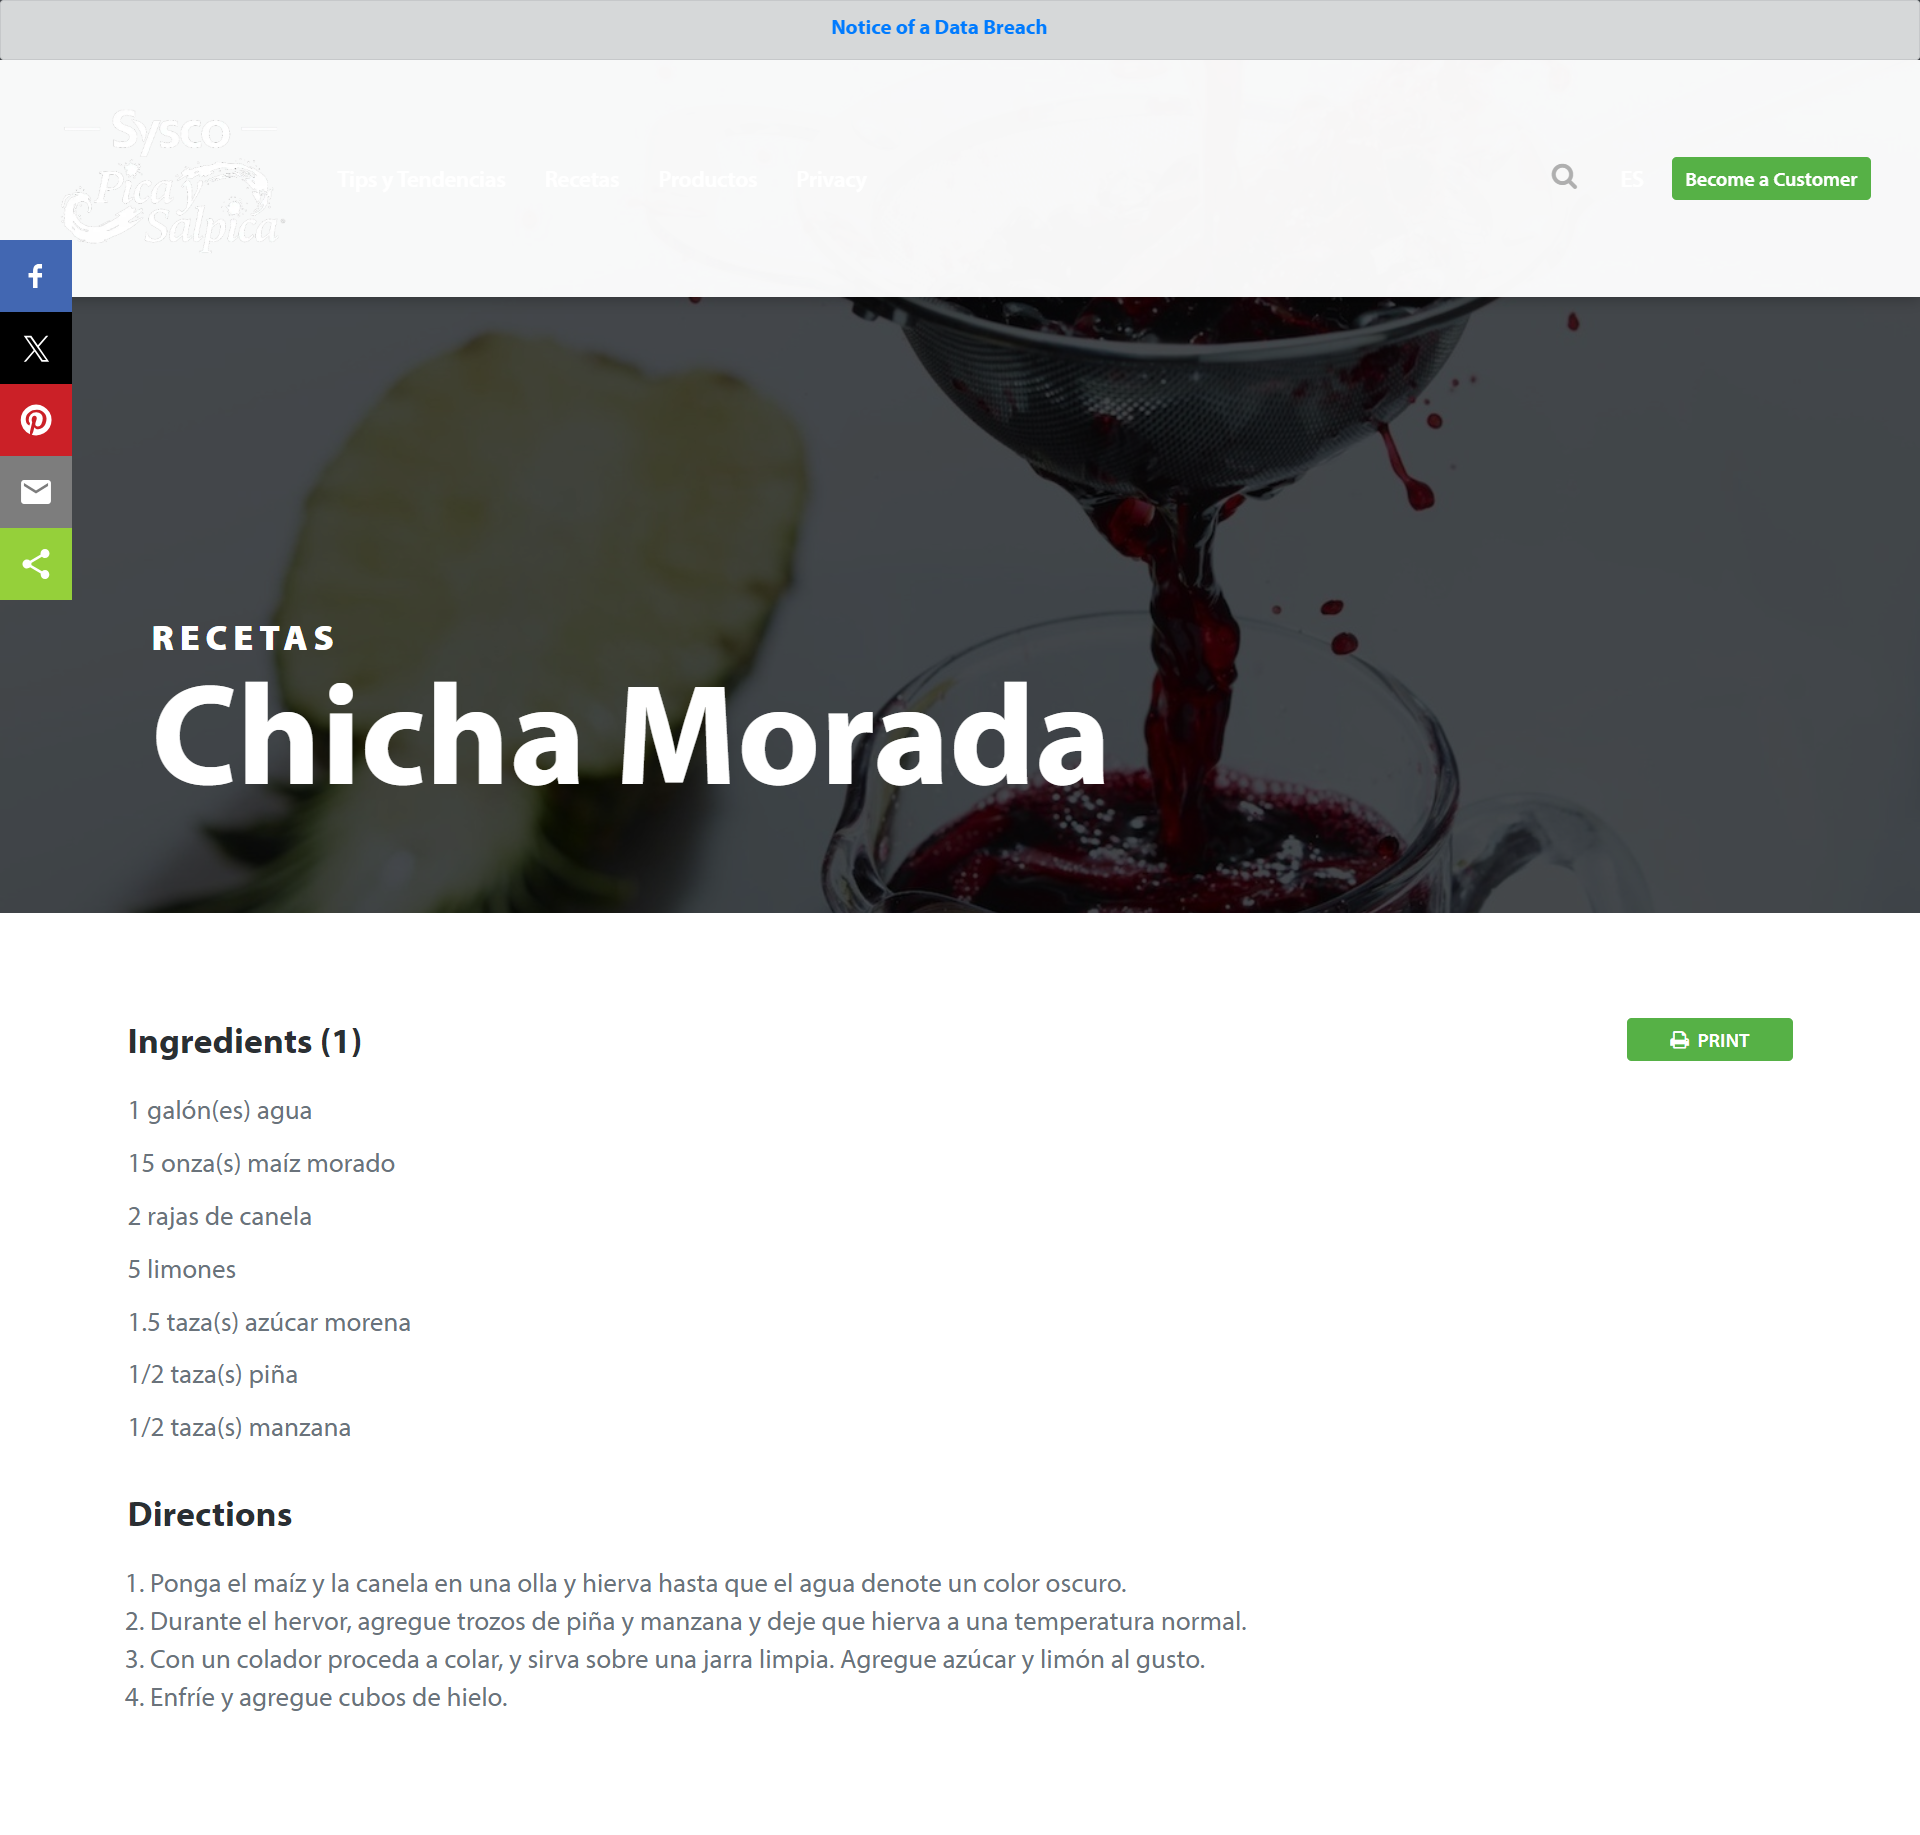 Notice of a Data Breach
Sysco
Pica y
Salpica
Tips y Tendencias
Recetas
Productos
Privacy
ES
Become a Customer
RECETAS
Chicha Morada
Ingredients (1)
PRINT
1 galón(es) agua
15 onza(s) maíz morado
2 rajas de canela
5 limones
1.5 taza(s) azúcar morena
1/2 taza(s) piña
1/2 taza(s) manzana
Directions
1. Ponga el maíz y la canela en una olla y hierva hasta que el agua denote un color oscuro.
2. Durante el hervor, agregue trozos de piña y manzana y deje que hierva a una temperatura normal.
3. Con un colador proceda a colar, y sirva sobre una jarra limpia. Agregue azúcar y limón al gusto.
4. Enfríe y agregue cubos de hielo.